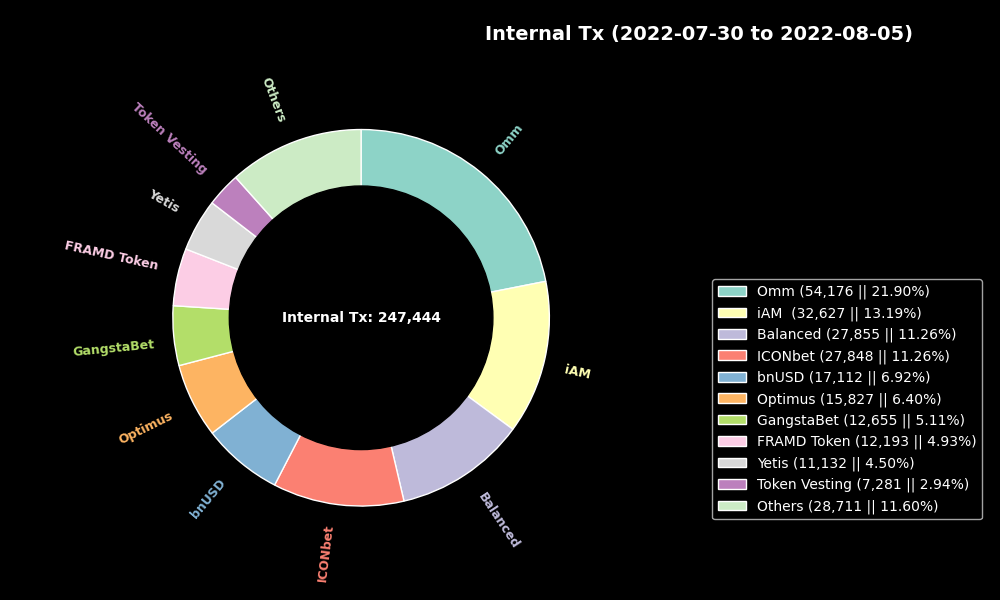 Internal Tx (2022-07-30 to 2022-08-05)
Others
Omm
Token Vesting
Yetis
FRAMD Token
GangstaBet
Optimus
bnUSD
ICONbet
Balanced
iAM
Internal Tx: 247,444
Omm (54,176 || 21.90%)
iAM  (32,627 || 13.19%)
Balanced (27,855 || 11.26%)
ICONbet (27,848 || 11.26%)
bnUSD (17,112 || 6.92%)
Optimus (15,827 || 6.40%)
GangstaBet (12,655 || 5.11%)
FRAMD Token (12,193 || 4.93%)
Yetis (11,132 || 4.50%)
Token Vesting (7,281 || 2.94%)
Others (28,711 || 11.60%)